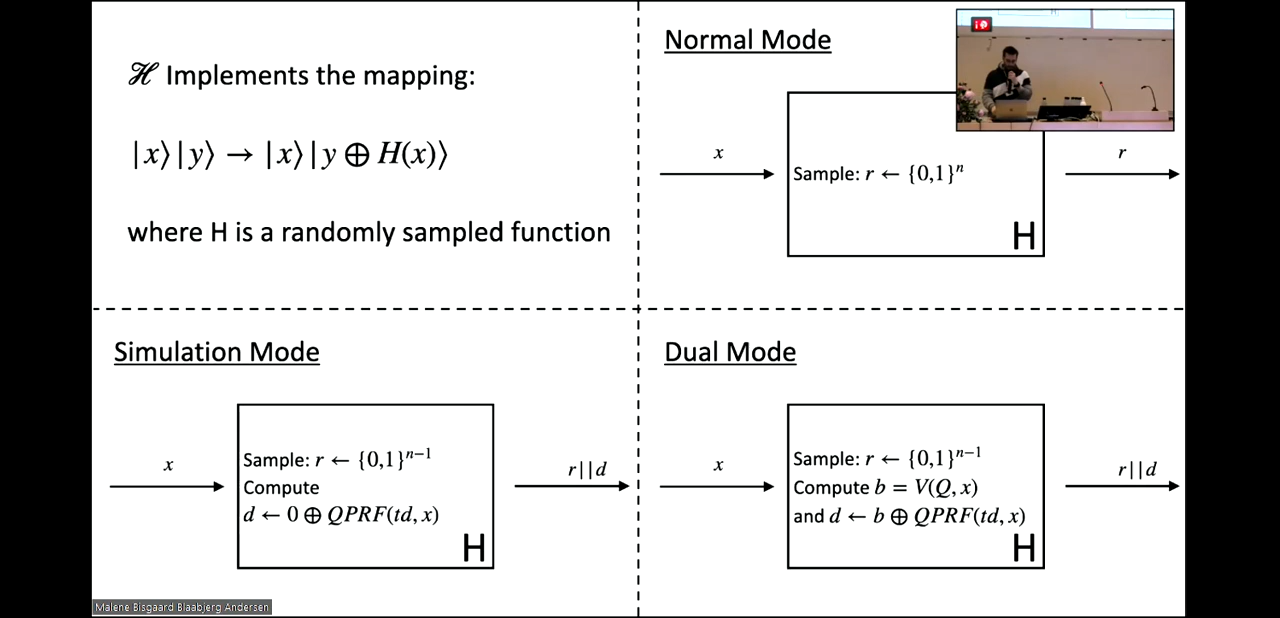 ℋ Implements the mapping:
|x⟩|y⟩ → |x⟩|y ⊕ H(x)⟩
where H is a randomly sampled function
Normal Mode
x
Sample: r ← {0,1}ⁿ
r
H
Simulation Mode
x
Sample: r ← {0,1}ⁿ⁻¹
Compute
d ← 0 ⊕ QPRF(td, x)
r||d
H
Dual Mode
x
Sample: r ← {0,1}ⁿ⁻¹
Compute b = V(Q, x)
and d ← b ⊕ QPRF(td, x)
r||d
H
Malene Bisgaard Blaabjerg Andersen